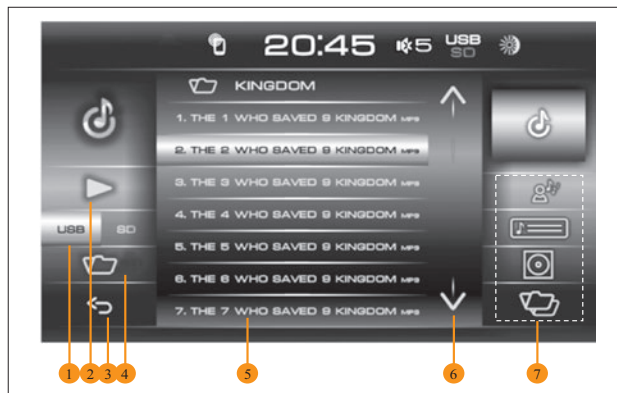 20:45 5 USB
SD
KINGDOM
1. THE 1 WHO SAVED 9 KINGDOM MP3
2. THE 2 WHO SAVED 9 KINGDOM MP3
3. THE 3 WHO SAVED 9 KINGDOM MP3
4. THE 4 WHO SAVED 9 KINGDOM MP3
USB SD
5. THE 5 WHO SAVED 9 KINGDOM MP3
6. THE 6 WHO SAVED 9 KINGDOM MP3
7. THE 7 WHO SAVED 9 KINGDOM MP3
1 2 3 4 5 6 7